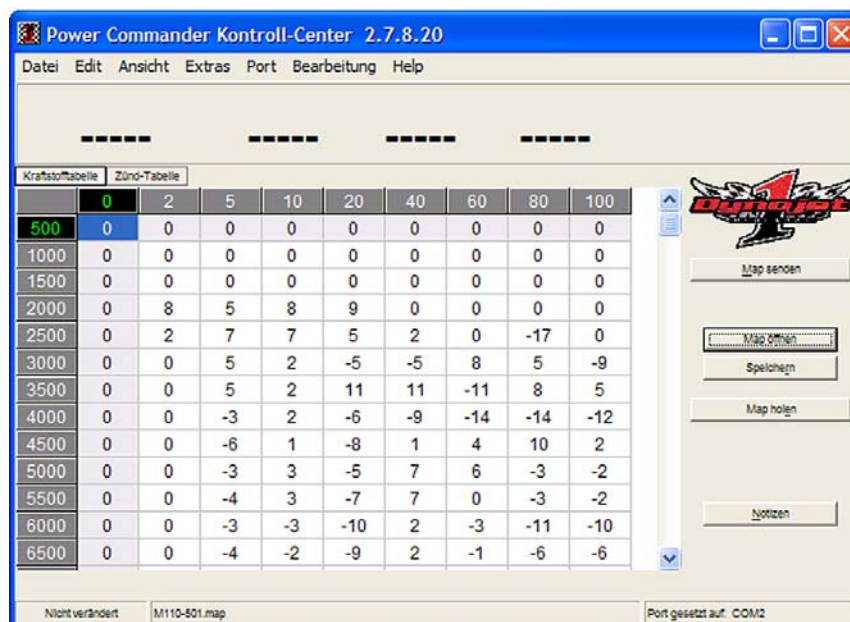 Power Commander Kontroll-Center 2.7.8.20
Datei Edit Ansicht Extras Port Bearbeitung Help
----- ----- ----- -----
Kraftstofftabelle Zünd-Tabelle
0 2 5 10 20 40 60 80 100
500 0 0 0 0 0 0 0 0 0
1000 0 0 0 0 0 0 0 0 0
1500 0 0 0 0 0 0 0 0 0
2000 0 8 5 8 9 0 0 0 0
2500 0 2 7 7 5 2 0 -17 0
3000 0 0 5 2 -5 -5 8 5 -9
3500 0 0 5 2 11 11 -11 8 5
4000 0 0 -3 2 -6 -9 -14 -14 -12
4500 0 0 -6 1 -8 1 4 10 2
5000 0 0 -3 3 -5 7 6 -3 -2
5500 0 0 -4 3 -7 7 0 -3 -2
6000 0 0 -3 -3 -10 2 -3 -11 -10
6500 0 0 -4 -2 -9 2 -1 -6 -6
Dynojet
Map senden
Map öffnen
Speichern
Map holen
Notizen
Nicht verändert M110-501.map Port gesetzt auf: COM2